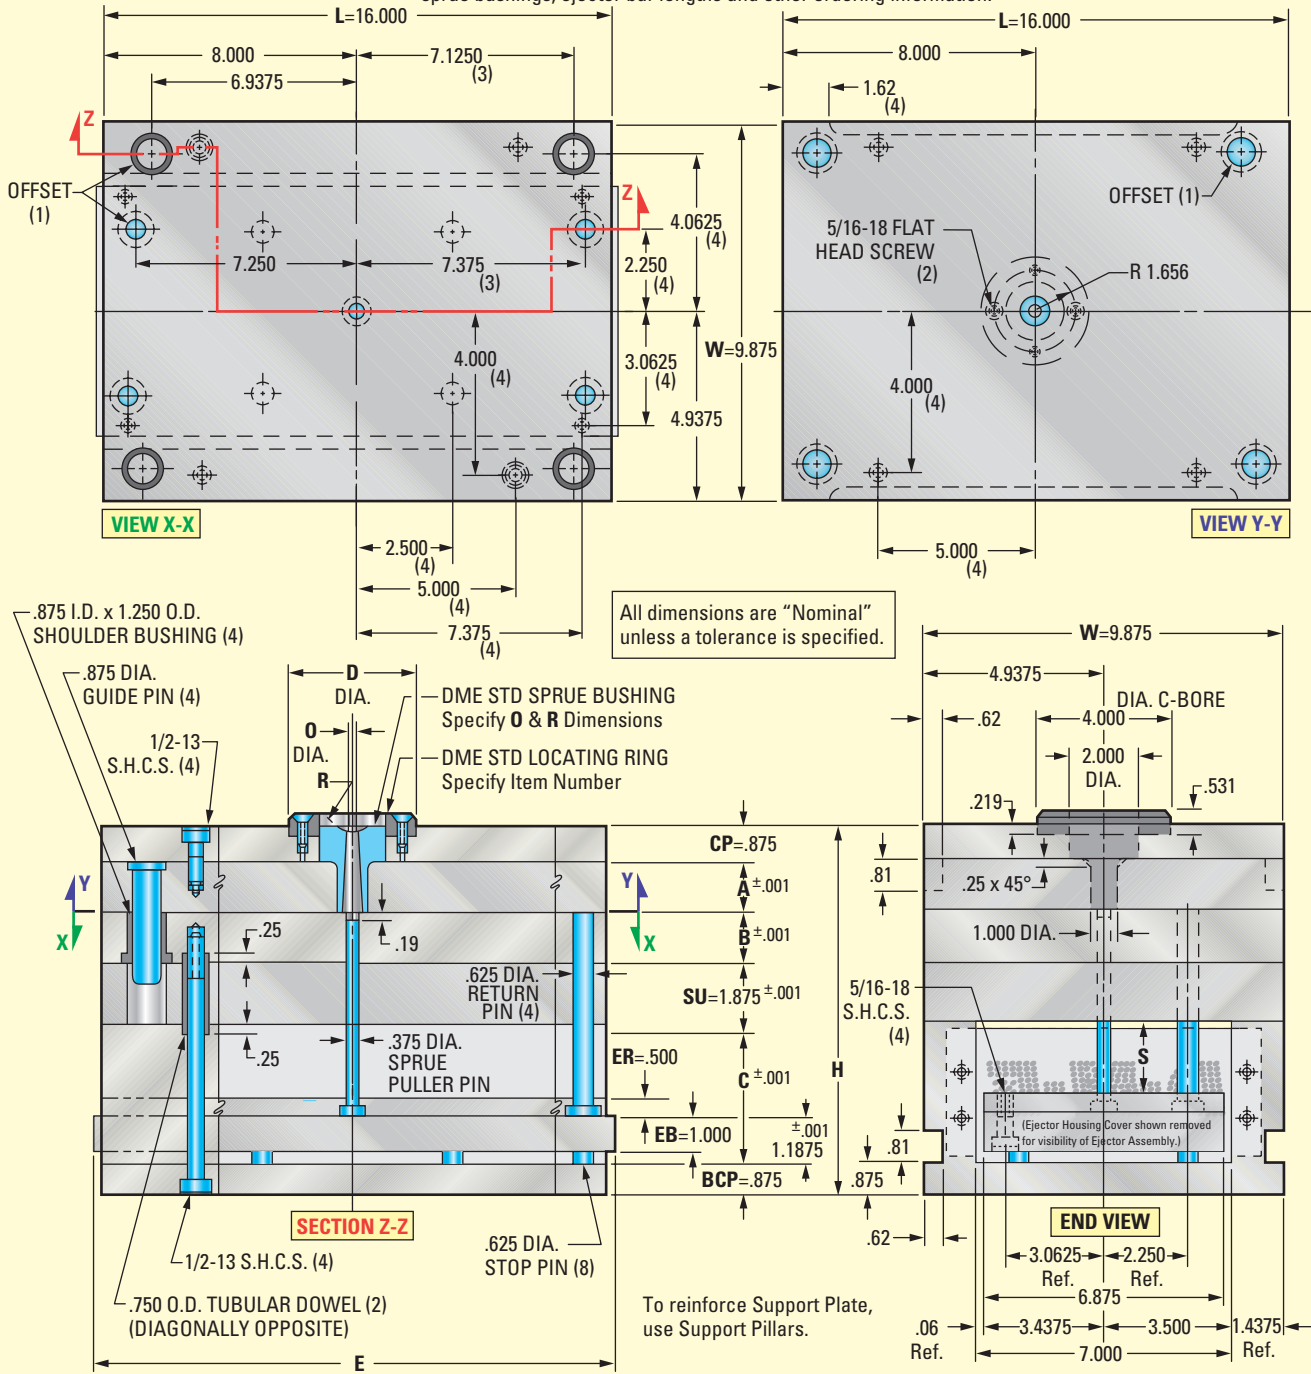 sprue bushings, ejector bar lengths and other ordering information.
L=16.000
8.000
7.1250
(3)
6.9375
Z
OFFSET
(1)
Z
4.0625
(4)
2.250
(4)
7.250
7.375
(3)
4.000
(4)
3.0625
(4)
4.9375
W=9.875
VIEW X-X
2.500
(4)
5.000
(4)
7.375
(4)
L=16.000
8.000
1.62
(4)
OFFSET (1)
5/16-18 FLAT
HEAD SCREW
(2)
R 1.656
4.000
(4)
VIEW Y-Y
5.000
(4)
All dimensions are “Nominal”
unless a tolerance is specified.
.875 I.D. x 1.250 O.D.
SHOULDER BUSHING (4)
.875 DIA.
GUIDE PIN (4)
1/2-13
S.H.C.S. (4)
D
DIA.
O
DIA.
R
DME STD SPRUE BUSHING
Specify O & R Dimensions
DME STD LOCATING RING
Specify Item Number
CP=.875
Y
X
Y
X
A ±.001
B ±.001
.25
.19
.625 DIA.
RETURN
PIN (4)
SU=1.875 ±.001
.25
.375 DIA.
SPRUE
PULLER PIN
ER=.500
C ±.001
H
EB=1.000
±.001
1.1875
BCP=.875
SECTION Z-Z
1/2-13 S.H.C.S. (4)
.625 DIA.
STOP PIN (8)
.750 O.D. TUBULAR DOWEL (2)
(DIAGONALLY OPPOSITE)
E
To reinforce Support Plate,
use Support Pillars.
W=9.875
4.9375
DIA. C-BORE
4.000
.62
2.000
DIA.
.531
.219
.81
.25 x 45°
1.000 DIA.
5/16-18
S.H.C.S.
(4)
S
(Ejector Housing Cover shown removed
for visibility of Ejector Assembly.)
.81
.875
.62
END VIEW
3.0625
Ref.
2.250
Ref.
6.875
.06
Ref.
3.4375
3.500
1.4375
Ref.
7.000